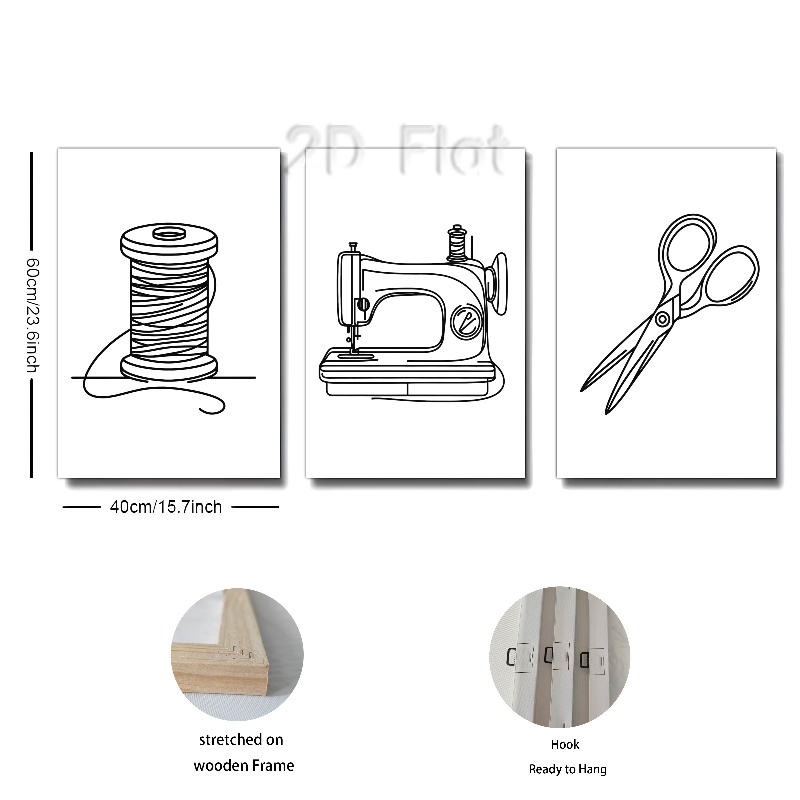 2D Flat
60cm/23.6inch
40cm/15.7inch
stretched on
wooden Frame
Hook
Ready to Hang